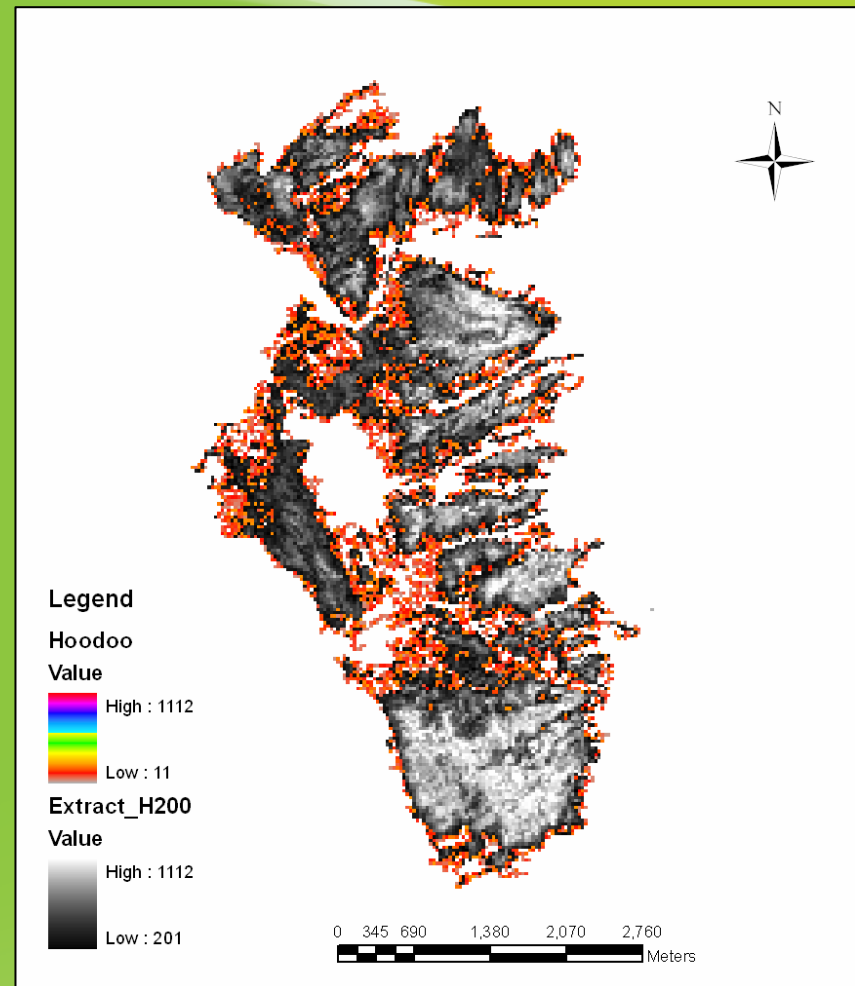 N
Legend
Hoodoo
Value
High : 1112
Low : 11
Extract_H200
Value
High : 1112
Low : 201
0 345 690 1,380 2,070 2,760
Meters